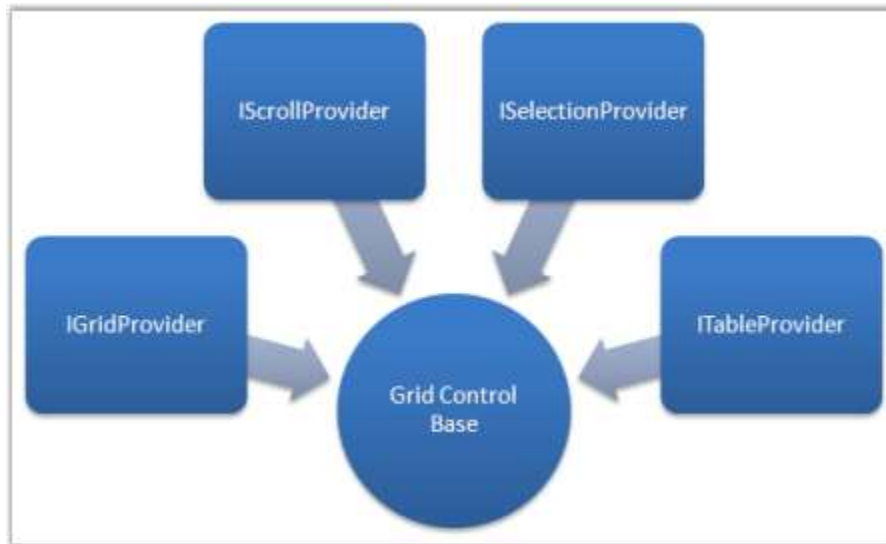 IScrollProvider
ISelectionProvider
IGridProvider
ITableProvider
Grid Control
Base